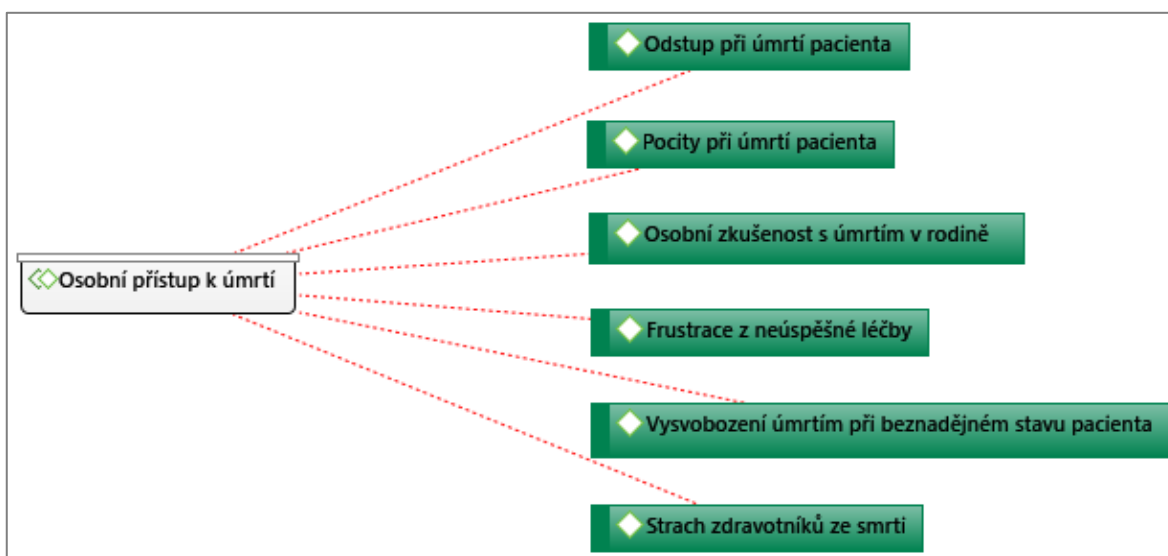 Odstup při úmrtí pacienta
Pocity při úmrtí pacienta
Osobní zkušenost s úmrtím v rodině
Osobní přístup k úmrtí
Frustrace z neúspěšné léčby
Vysvobození úmrtím při beznadějném stavu pacienta
Strach zdravotníků ze smrti